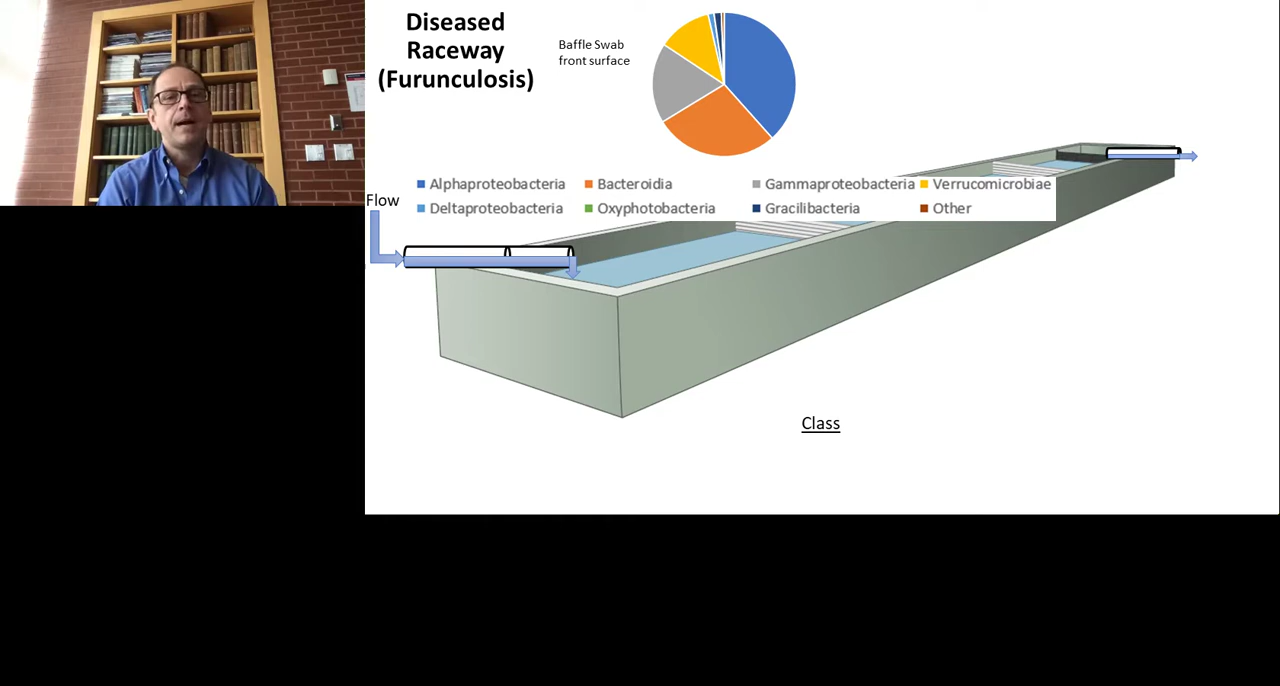 Diseased
Raceway
(Furunculosis)
Baffle Swab
front surface
Alphaproteobacteria Bacteroidia Gammaproteobacteria Verrucomicrobiae
Deltaproteobacteria Oxyphotobacteria Gracilibacteria Other
Flow
Class